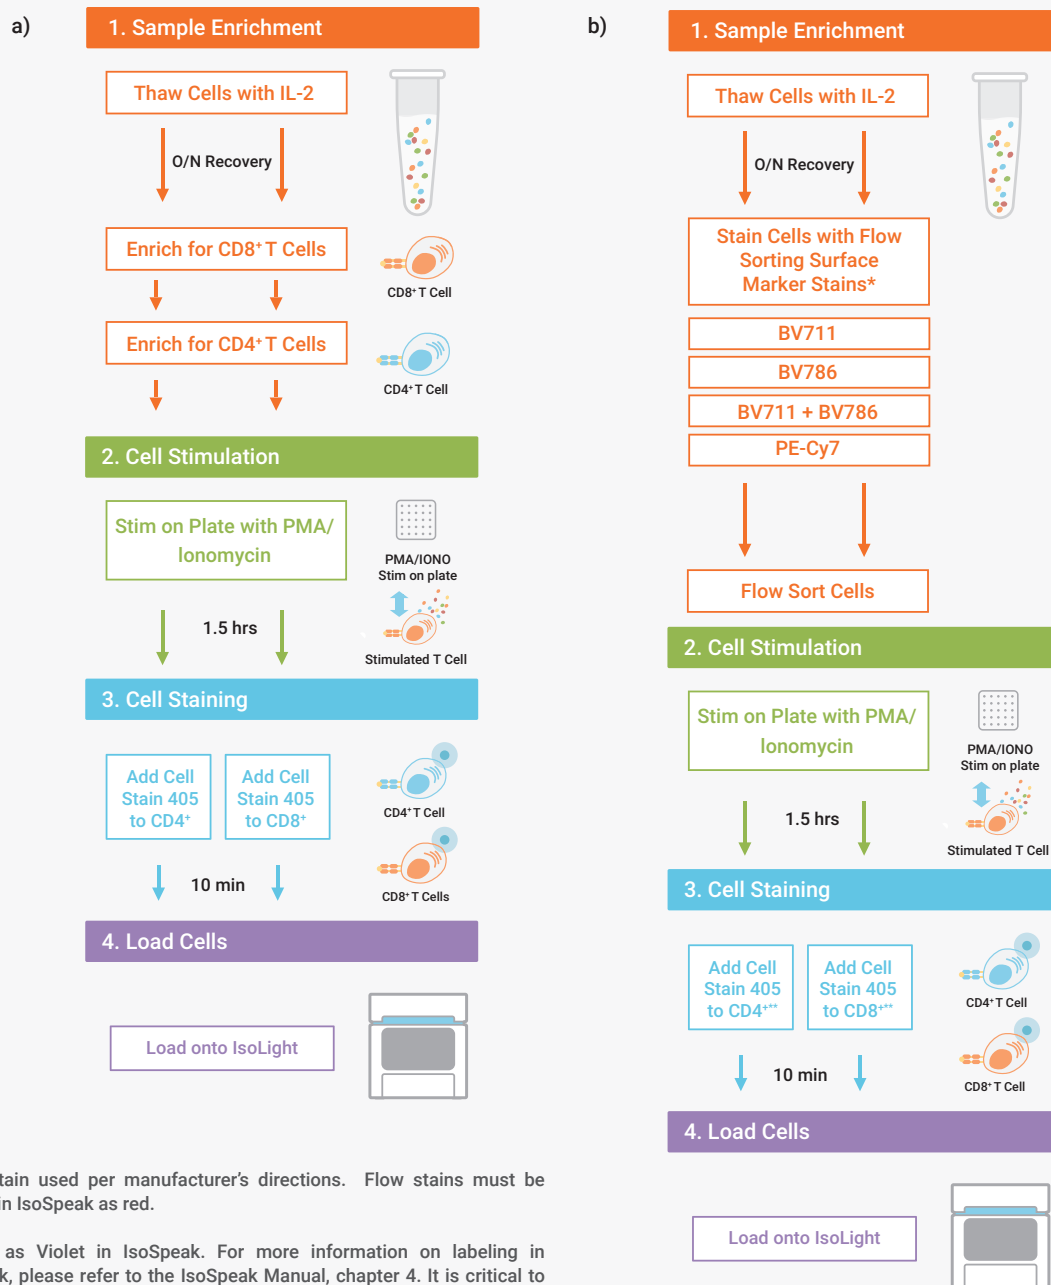 a)
1. Sample Enrichment
Thaw Cells with IL-2
O/N Recovery
Enrich for CD8⁺ T Cells
CD8⁺ T Cell
Enrich for CD4⁺ T Cells
CD4⁺ T Cell
2. Cell Stimulation
Stim on Plate with PMA/
Ionomycin
PMA/IONO
Stim on plate
1.5 hrs
Stimulated T Cell
3. Cell Staining
Add Cell
Stain 405
to CD4⁺
Add Cell
Stain 405
to CD8⁺
CD4⁺ T Cell
10 min
CD8⁺ T Cells
4. Load Cells
Load onto IsoLight
tain used per manufacturer's directions. Flow stains must be
in IsoSpeak as red.
as Violet in IsoSpeak. For more information on labeling in
k, please refer to the IsoSpeak Manual, chapter 4. It is critical to
b)
1. Sample Enrichment
Thaw Cells with IL-2
O/N Recovery
Stain Cells with Flow
Sorting Surface
Marker Stains*
BV711
BV786
BV711 + BV786
PE-Cy7
Flow Sort Cells
2. Cell Stimulation
Stim on Plate with PMA/
Ionomycin
PMA/IONO
Stim on plate
1.5 hrs
Stimulated T Cell
3. Cell Staining
Add Cell
Stain 405
to CD4⁺**
Add Cell
Stain 405
to CD8⁺**
CD4⁺ T Cell
10 min
CD8⁺ T Cell
4. Load Cells
Load onto IsoLight